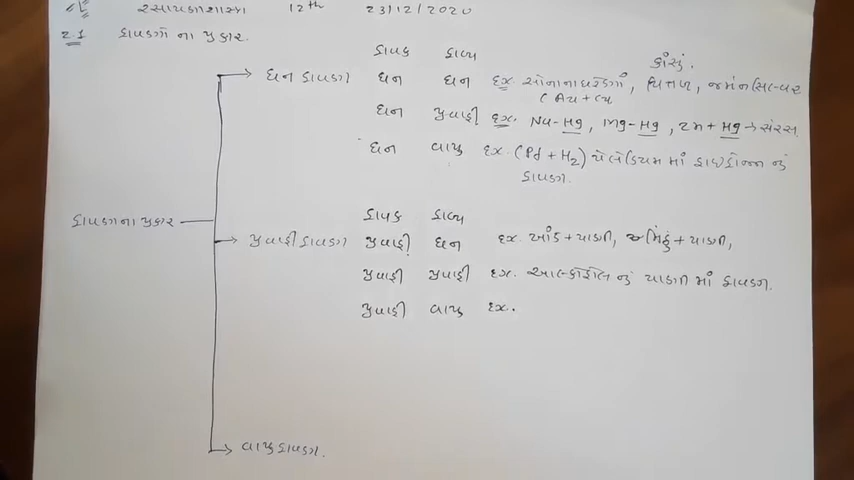 રસાયણશાસ્ત્ર 12th 23/12/2020
2.1 દ્રાવણો ના પ્રકાર.
દ્રાવક દ્રાવ્ય કાંસું.
ઘન દ્રાવણો ઘન ઘન દા.ત. સોનાના ઘરેણાં, પિત્તળ, જર્મન સિલ્વર
(Au + Cu
ઘન પ્રવાહી દા.ત. Na-Hg, Mg-Hg, Zn + Hg → સંરસ.
ઘન વાયુ દા.ત. (Pd + H2) પેલેડિયમ માં હાઇડ્રોજન નું
દ્રાવણ.
દ્રાવણના પ્રકાર
દ્રાવક દ્રાવ્ય
પ્રવાહી દ્રાવણો પ્રવાહી ઘન દા.ત. ખાંડ + પાણી, મીઠું + પાણી,
પ્રવાહી પ્રવાહી દા.ત. આલ્કોહોલ નું પાણી માં દ્રાવણ.
પ્રવાહી વાયુ દા.ત.
વાયુ દ્રાવણ.